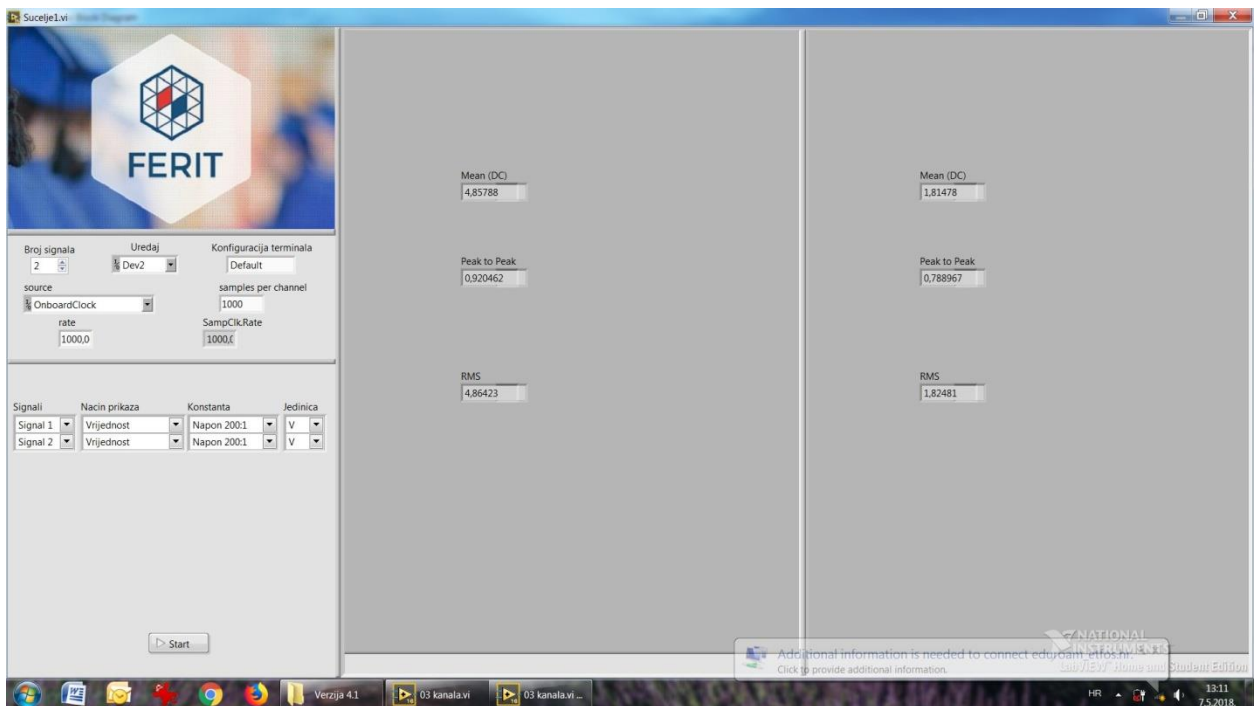 Sucelje1.vi
FERIT
Broj signala Uredaj Konfiguracija terminala
2 Dev2 Default
source samples per channel
OnboardClock 1000
rate SampClk.Rate
1000,0 1000,(
Signali Nacin prikaza Konstanta Jedinica
Signal 1 Vrijednost Napon 200:1 V
Signal 2 Vrijednost Napon 200:1 V
Start
Mean (DC)
4,85788
Peak to Peak
0,920462
RMS
4,86423
Mean (DC)
1,81478
Peak to Peak
0,788967
RMS
1,82481
NATIONAL
INSTRUMENTS
LabVIEW Home and Student Edition
Additional information is needed to connect eduroam_etfos.hr.
Click to provide additional information.
Verzija 4.1 03 kanala.vi 03 kanala.vi ... HR 13:11
7.5.2018.